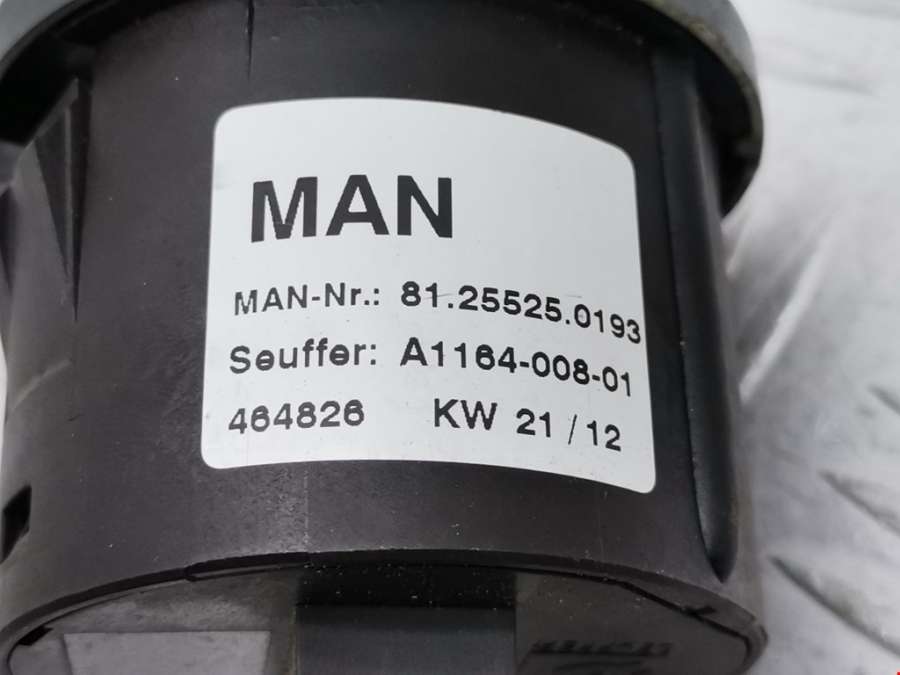 MAN
MAN-Nr.: 81.25525.0193
Seuffer: A1164-008-01
464826 KW 21 / 12